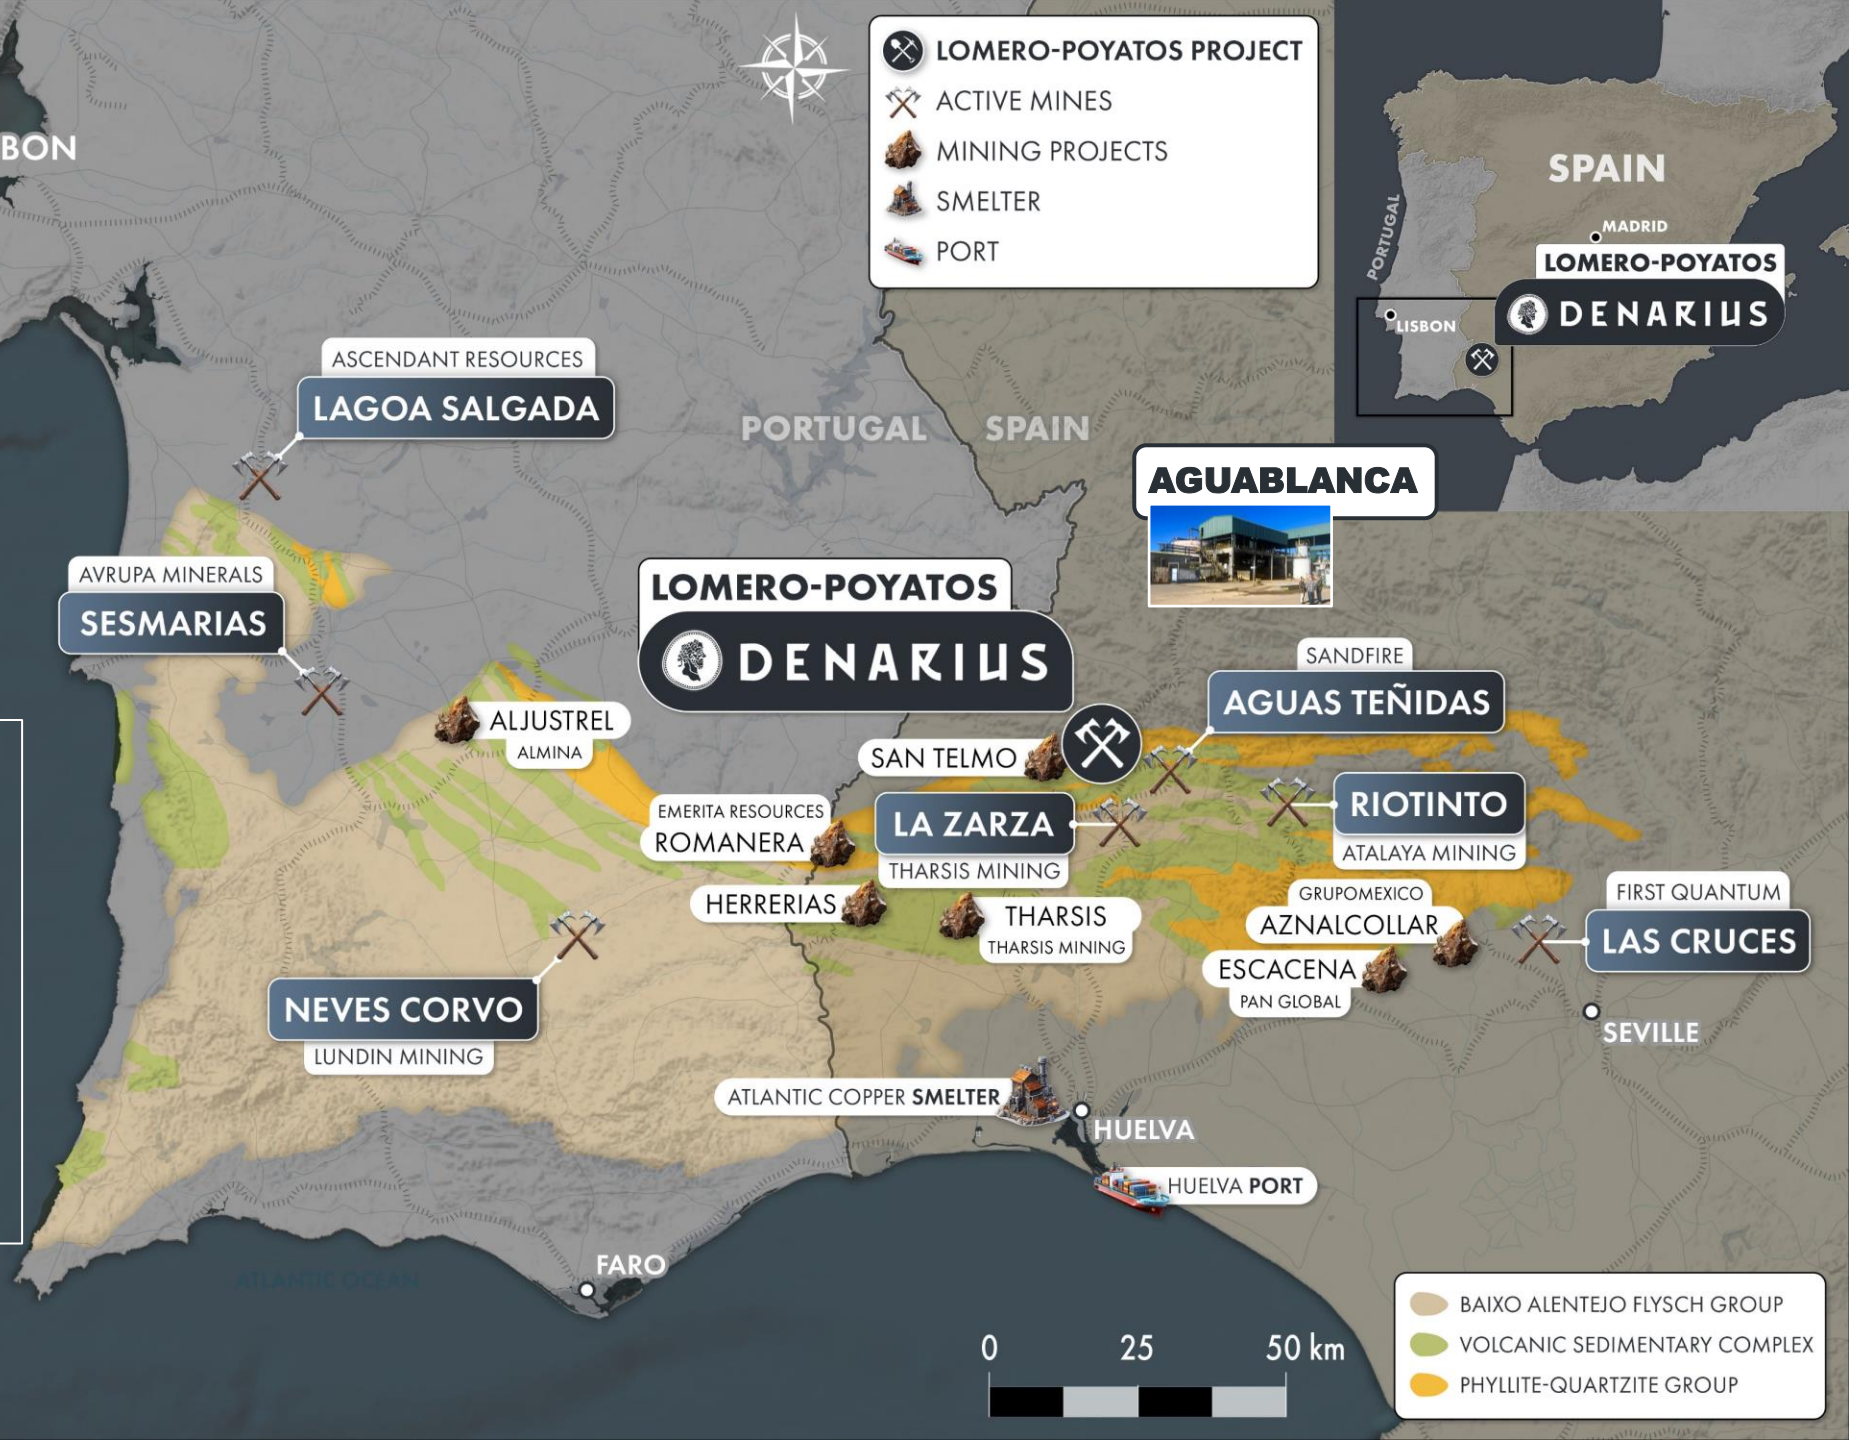 LOMERO-POYATOS PROJECT
ACTIVE MINES
MINING PROJECTS
SMELTER
PORT
BON
SPAIN
PORTUGAL
MADRID
LOMERO-POYATOS
DENARIUS
LISBON
ASCENDANT RESOURCES
LAGOA SALGADA
PORTUGAL
SPAIN
AGUABLANCA
AVRUPA MINERALS
SESMARIAS
LOMERO-POYATOS
DENARIUS
SANDFIRE
AGUAS TEÑIDAS
ALJUSTREL
ALMINA
SAN TELMO
EMERITA RESOURCES
ROMANERA
LA ZARZA
THARSIS MINING
RIOTINTO
ATALAYA MINING
HERRERIAS
THARSIS
THARSIS MINING
GRUPOMEXICO
AZNALCOLLAR
FIRST QUANTUM
LAS CRUCES
ESCACENA
PAN GLOBAL
NEVES CORVO
LUNDIN MINING
SEVILLE
ATLANTIC COPPER SMELTER
HUELVA
HUELVA PORT
FARO
ATLANTIC OCEAN
0 25 50 km
BAIXO ALENTEJO FLYSCH GROUP
VOLCANIC SEDIMENTARY COMPLEX
PHYLLITE-QUARTZITE GROUP